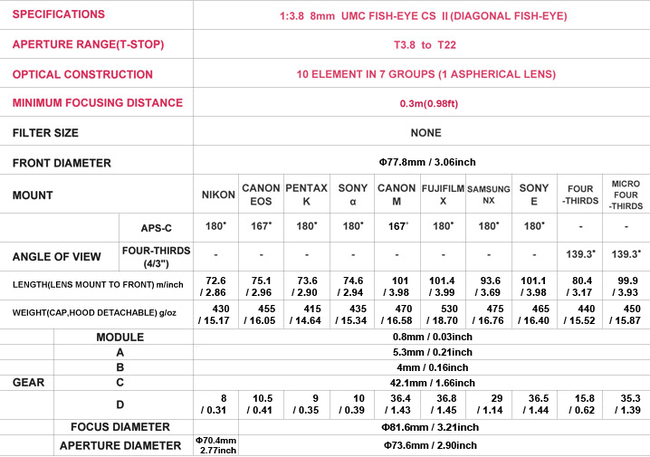 SPECIFICATIONS 1:3.8 8mm UMC FISH-EYE CS II (DIAGONAL FISH-EYE)
APERTURE RANGE(T-STOP) T3.8 to T22
OPTICAL CONSTRUCTION 10 ELEMENT IN 7 GROUPS (1 ASPHERICAL LENS)
MINIMUM FOCUSING DISTANCE 0.3m(0.98ft)
FILTER SIZE NONE
FRONT DIAMETER Φ77.8mm / 3.06inch
MOUNT NIKON CANON EOS PENTAX K SONY α CANON M FUJIFILM X SAMSUNG NX SONY E FOUR -THIRDS MICRO FOUR -THIRDS
APS-C 180° 167° 180° 180° 167° 180° 180° 180° - -
ANGLE OF VIEW FOUR-THIRDS (4/3") - - - - - - - - 139.3° 139.3°
LENGTH(LENS MOUNT TO FRONT) m/inch 72.6 / 2.86 75.1 / 2.96 73.6 / 2.90 74.6 / 2.94 101 / 3.98 101.4 / 3.99 93.6 / 3.69 101.1 / 3.98 80.4 / 3.17 99.9 / 3.93
WEIGHT(CAP,HOOD DETACHABLE) g/oz 430 / 15.17 455 / 16.05 415 / 14.64 435 / 15.34 470 / 16.58 530 / 18.70 475 / 16.76 465 / 16.40 440 / 15.52 450 / 15.87
MODULE 0.8mm / 0.03inch
A 5.3mm / 0.21inch
B 4mm / 0.16inch
GEAR C 42.1mm / 1.66inch
D 8 / 0.31 10.5 / 0.41 9 / 0.35 10 / 0.39 36.4 / 1.43 36.8 / 1.45 29 / 1.14 36.5 / 1.44 15.8 / 0.62 35.3 / 1.39
FOCUS DIAMETER Φ81.6mm / 3.21inch
APERTURE DIAMETER Φ70.4mm 2.77inch Φ73.6mm / 2.90inch